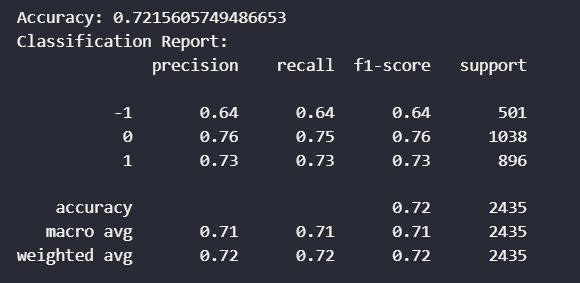 Accuracy: 0.7215605749486653
Classification Report:
              precision    recall  f1-score   support

          -1       0.64      0.64      0.64       501
           0       0.76      0.75      0.76      1038
           1       0.73      0.73      0.73       896

    accuracy                           0.72      2435
   macro avg       0.71      0.71      0.71      2435
weighted avg       0.72      0.72      0.72      2435